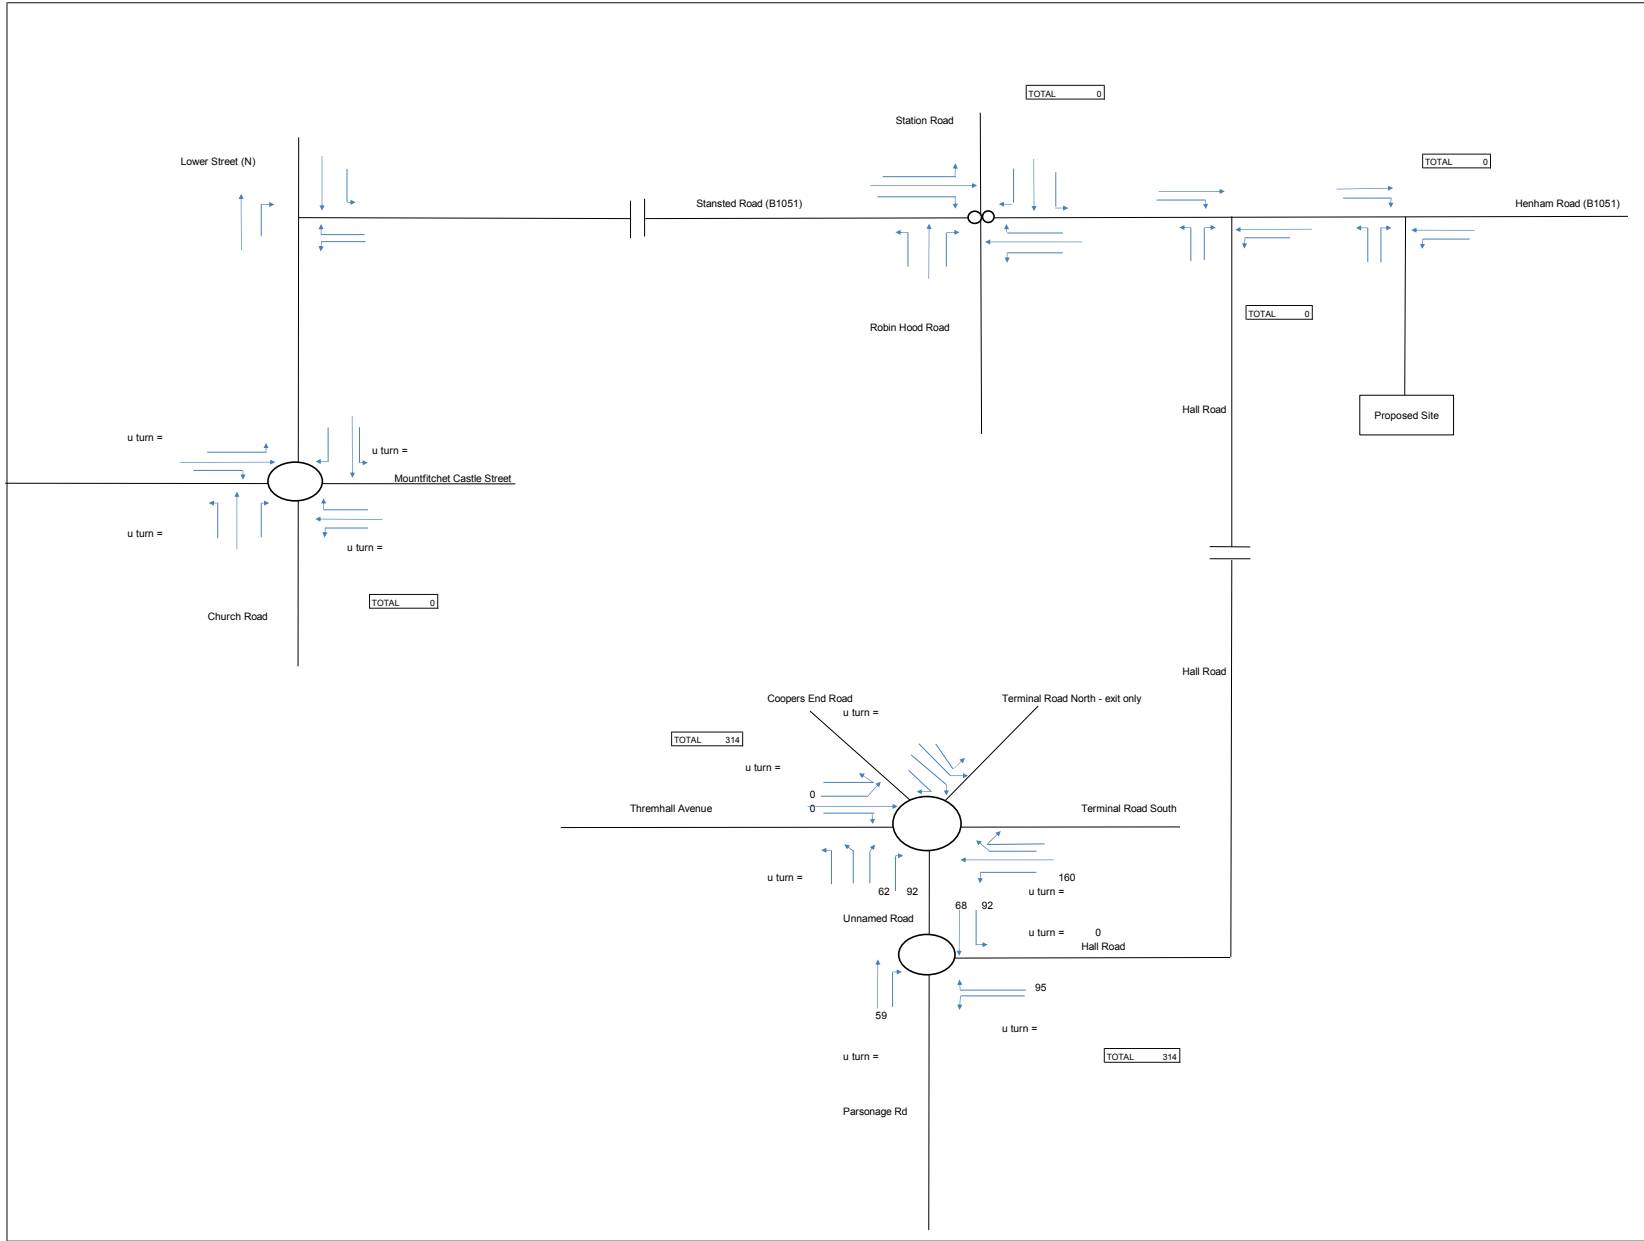 TOTAL 0
Station Road
Lower Street (N)
TOTAL 0
Stansted Road (B1051)
Henham Road (B1051)
TOTAL 0
Robin Hood Road
Hall Road
Proposed Site
u turn =
u turn =
Mountfitchet Castle Street
u turn =
u turn =
TOTAL 0
Church Road
Hall Road
Coopers End Road
Terminal Road North - exit only
u turn =
TOTAL 314
u turn =
0
Thremhall Avenue
0
Terminal Road South
u turn =
160
62 92
u turn =
68 92
Unnamed Road
u turn = 0
Hall Road
95
59
u turn =
u turn =
TOTAL 314
Parsonage Rd